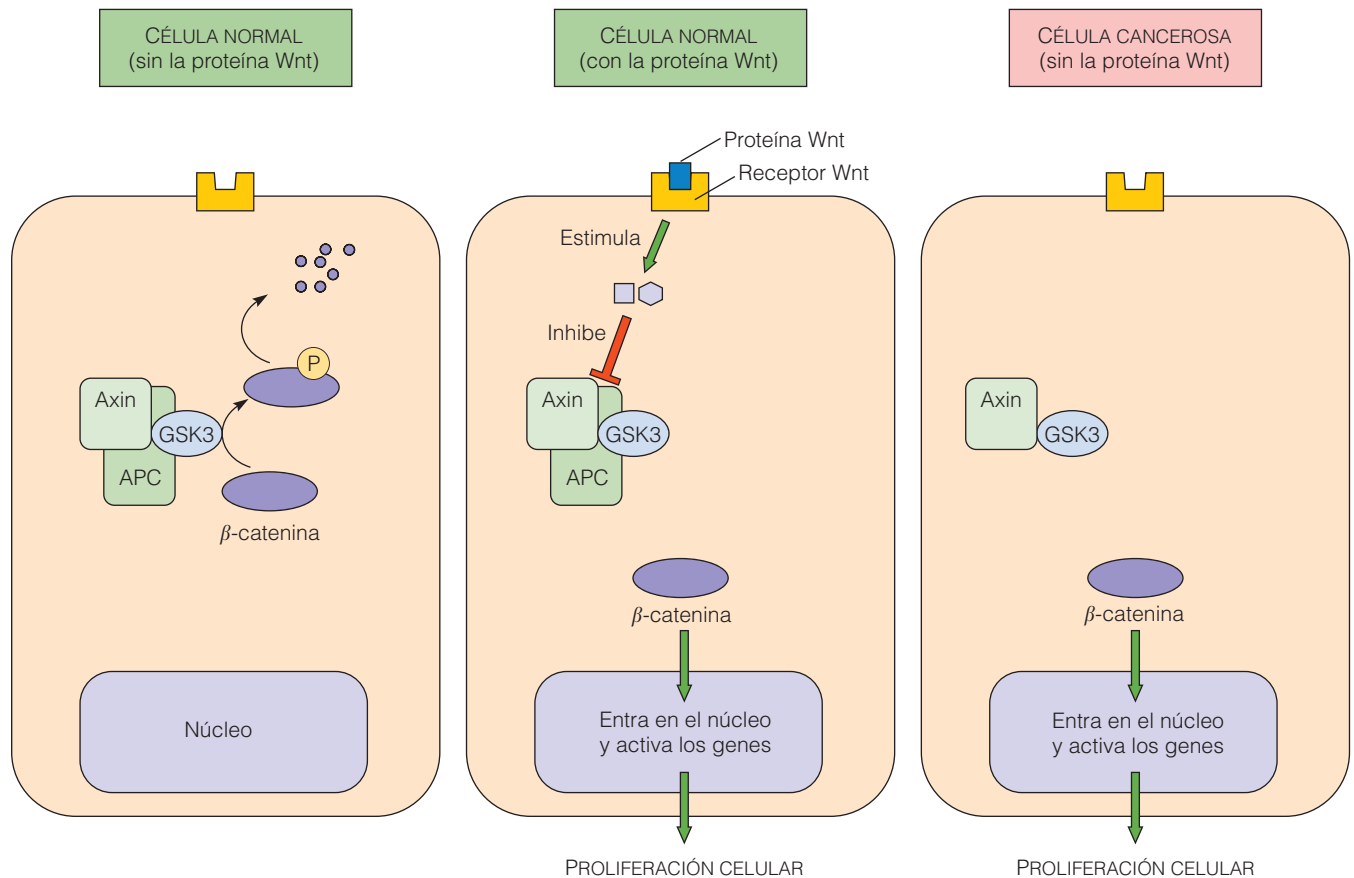 CÉLULA NORMAL
(sin la proteína Wnt)
Axin
GSK3
APC
P
β-catenina
Núcleo
CÉLULA NORMAL
(con la proteína Wnt)
Proteína Wnt
Receptor Wnt
Estimula
Inhibe
Axin
GSK3
APC
β-catenina
Entra en el núcleo
y activa los genes
PROLIFERACIÓN CELULAR
CÉLULA CANCEROSA
(sin la proteína Wnt)
Axin
GSK3
β-catenina
Entra en el núcleo
y activa los genes
PROLIFERACIÓN CELULAR